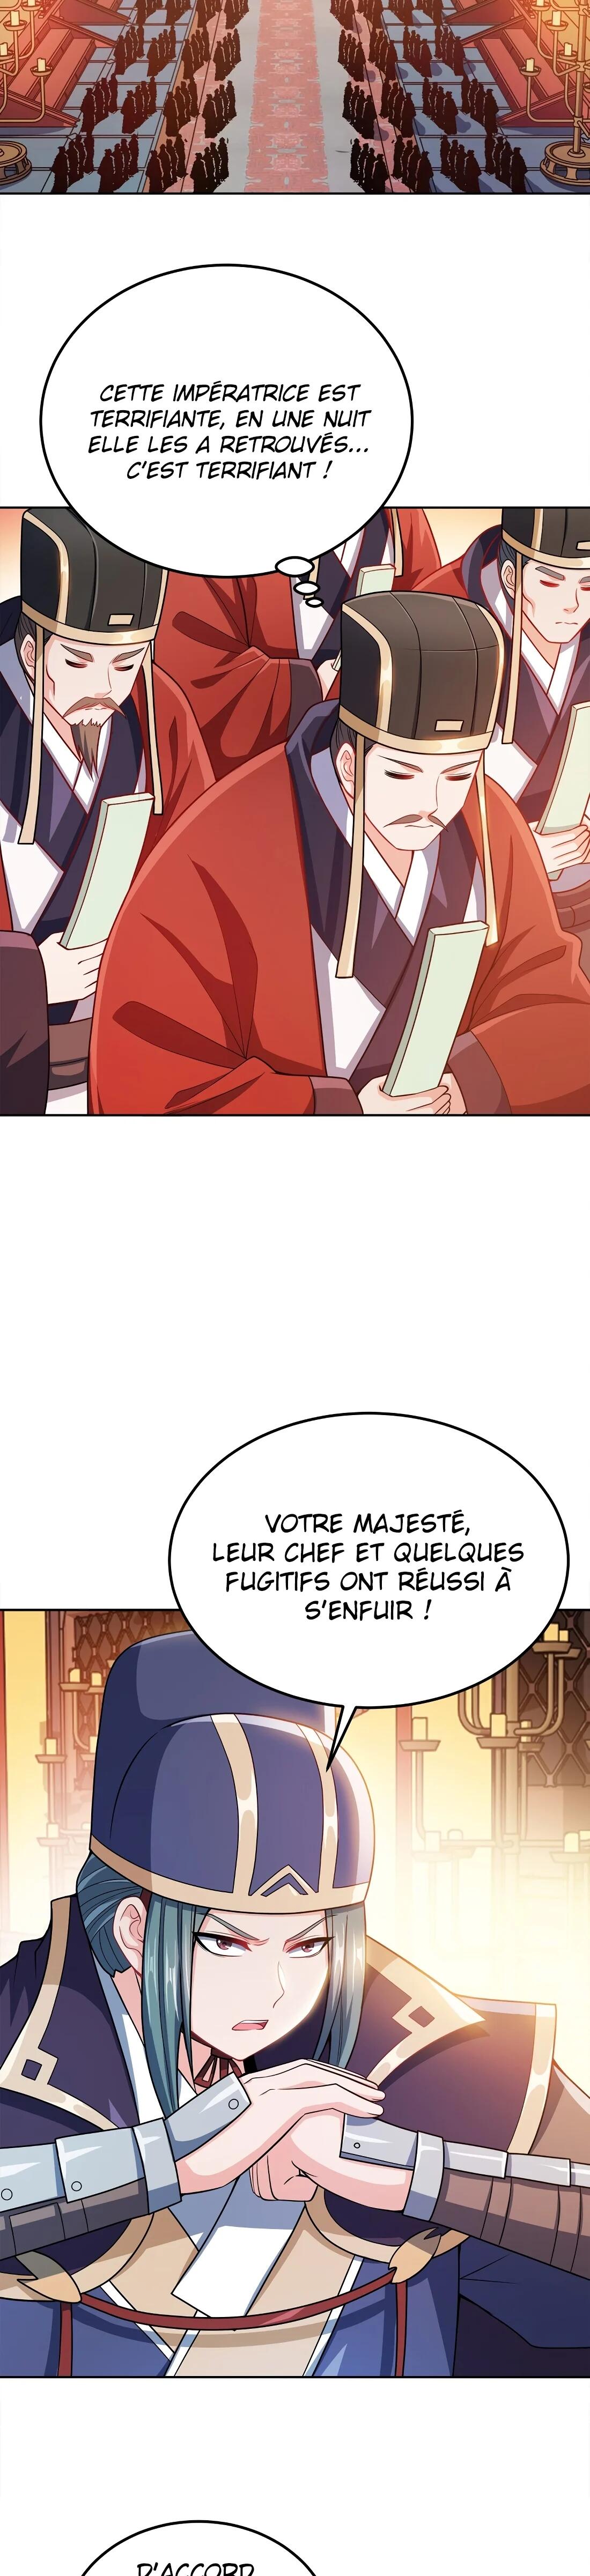 CETTE IMPÉRATRICE EST
TERRIFIANTE, EN UNE NUIT
ELLE LES A RETROUVÉS...
C'EST TERRIFIANT !
VOTRE MAJESTÉ,
LEUR CHEF ET QUELQUES
FUGITIFS ONT RÉUSSI À
S'ENFUIR !
D'ACCORD